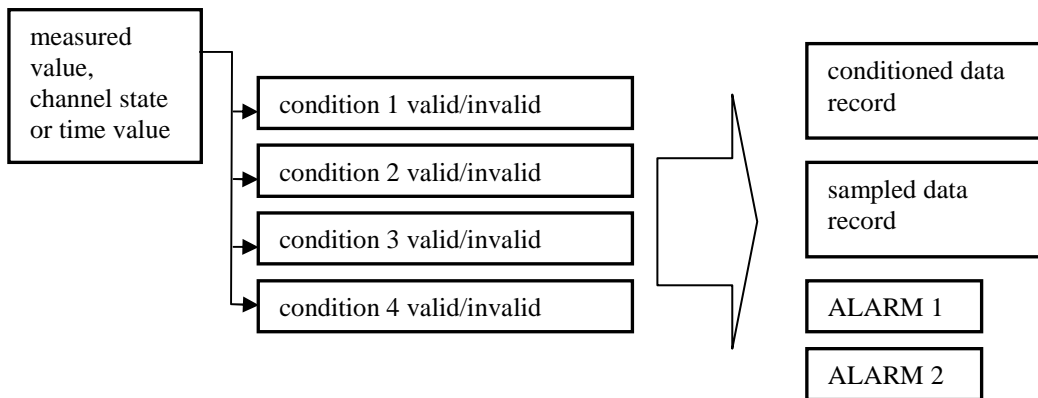 measured
value,
channel state
or time value
condition 1 valid/invalid
condition 2 valid/invalid
condition 3 valid/invalid
condition 4 valid/invalid
conditioned data
record
sampled data
record
ALARM 1
ALARM 2